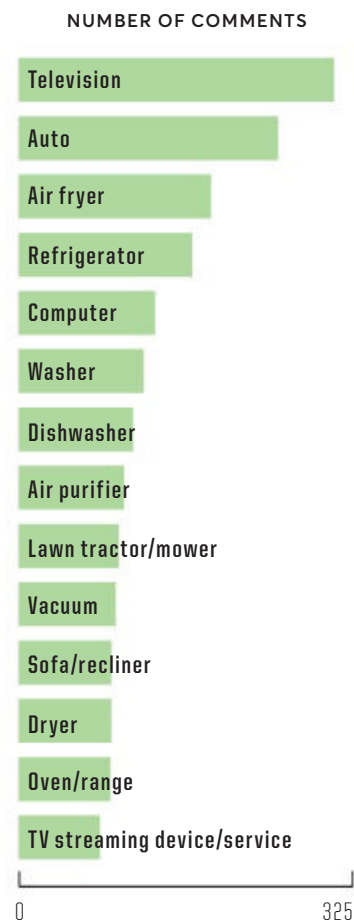 NUMBER OF COMMENTS
Television
Auto
Air fryer
Refrigerator
Computer
Washer
Dishwasher
Air purifier
Lawn tractor/mower
Vacuum
Sofa/recliner
Dryer
Oven/range
TV streaming device/service
0 325